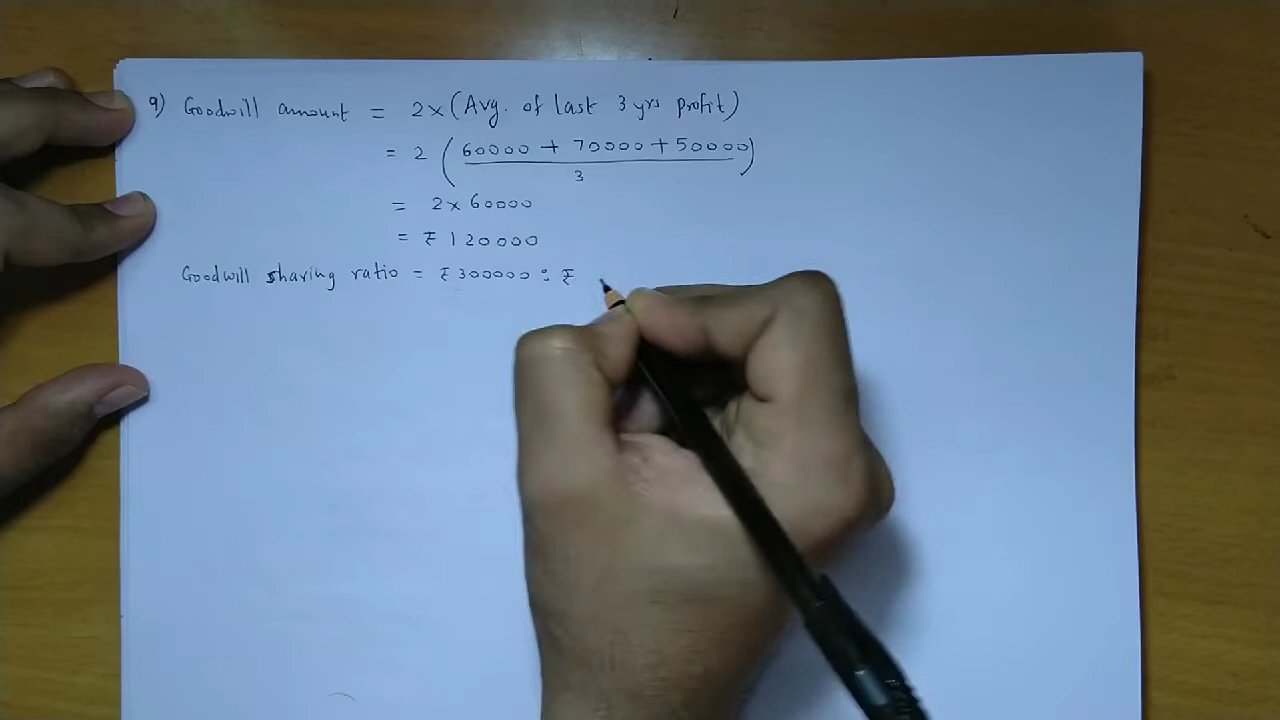 9) Goodwill amount = 2x (Avg. of last 3 yrs profit)
= 2 (60000 + 70000 + 50000)
3
= 2 x 60000
= ₹ 120000
Goodwill sharing ratio = ₹ 300000 : ₹